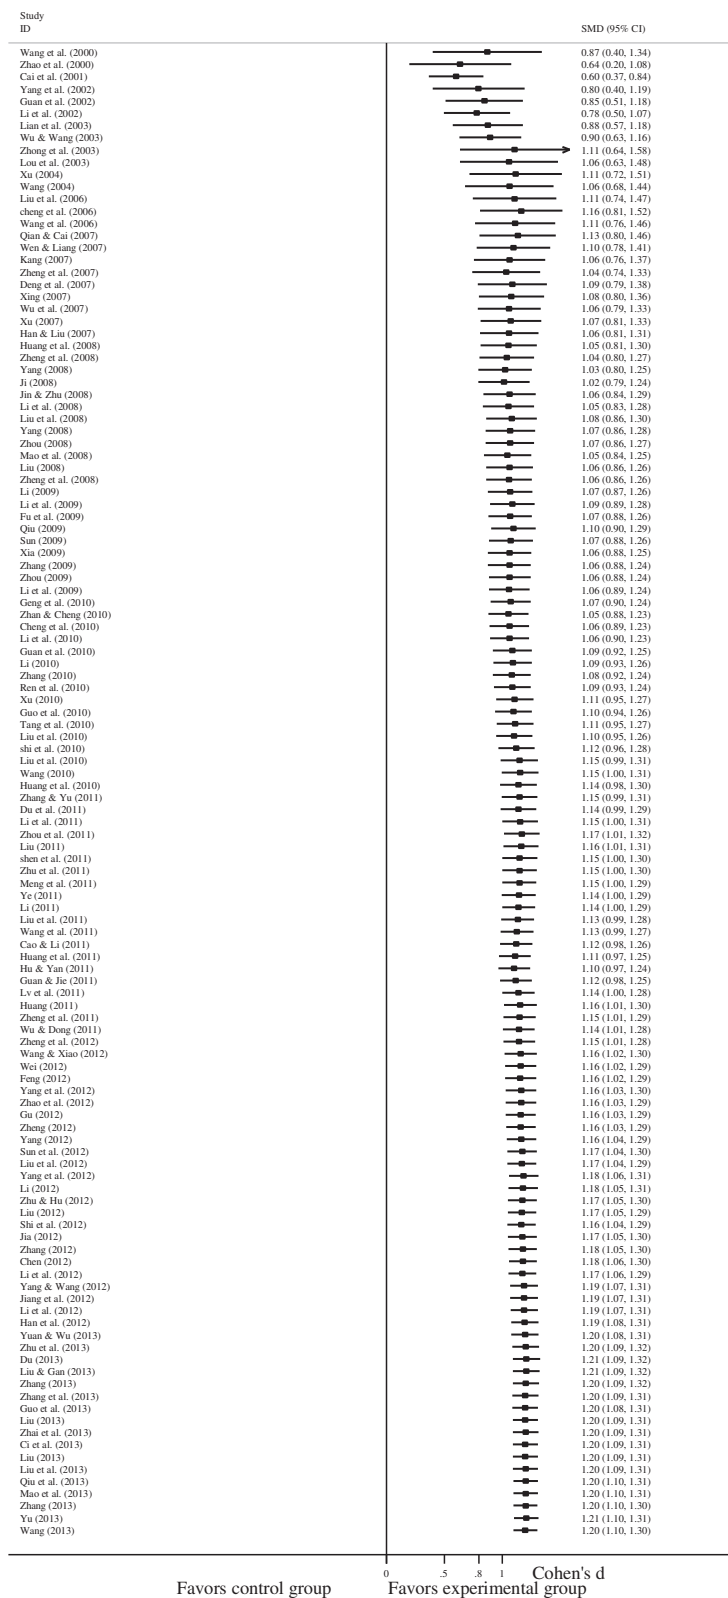 Study
ID SMD (95% CI)
Wang et al. (2000) 0.87 (0.40, 1.34)
Zhao et al. (2000) 0.64 (0.20, 1.08)
Cai et al. (2001) 0.60 (0.37, 0.84)
Yang et al. (2002) 0.80 (0.40, 1.19)
Guan et al. (2002) 0.85 (0.51, 1.18)
Li et al. (2002) 0.78 (0.50, 1.07)
Lian et al. (2003) 0.88 (0.57, 1.18)
Wu & Wang (2003) 0.90 (0.63, 1.16)
Zhong et al. (2003) 1.11 (0.64, 1.58)
Lou et al. (2003) 1.06 (0.63, 1.48)
Xu (2004) 1.11 (0.72, 1.51)
Wang (2004) 1.06 (0.68, 1.44)
Liu et al. (2006) 1.11 (0.74, 1.47)
cheng et al. (2006) 1.16 (0.81, 1.52)
Wang et al. (2006) 1.11 (0.76, 1.46)
Qian & Cai (2007) 1.13 (0.80, 1.46)
Wen & Liang (2007) 1.10 (0.78, 1.41)
Kang (2007) 1.06 (0.76, 1.37)
Zheng et al. (2007) 1.04 (0.74, 1.33)
Deng et al. (2007) 1.09 (0.79, 1.38)
Xing (2007) 1.08 (0.80, 1.36)
Wu et al. (2007) 1.06 (0.79, 1.33)
Xu (2007) 1.07 (0.81, 1.33)
Han & Liu (2007) 1.06 (0.81, 1.31)
Huang et al. (2008) 1.05 (0.81, 1.30)
Zheng et al. (2008) 1.04 (0.80, 1.27)
Yang (2008) 1.03 (0.80, 1.25)
Ji (2008) 1.02 (0.79, 1.24)
Jin & Zhu (2008) 1.06 (0.84, 1.29)
Li et al. (2008) 1.05 (0.83, 1.28)
Liu et al. (2008) 1.08 (0.86, 1.30)
Yang (2008) 1.07 (0.86, 1.28)
Zhou (2008) 1.07 (0.86, 1.27)
Mao et al. (2008) 1.05 (0.84, 1.25)
Liu (2008) 1.06 (0.86, 1.26)
Zheng et al. (2008) 1.06 (0.86, 1.26)
Li (2009) 1.07 (0.87, 1.26)
Li et al. (2009) 1.09 (0.89, 1.28)
Fu et al. (2009) 1.07 (0.88, 1.26)
Qiu (2009) 1.10 (0.90, 1.29)
Sun (2009) 1.07 (0.88, 1.26)
Xia (2009) 1.06 (0.88, 1.25)
Zhang (2009) 1.06 (0.88, 1.24)
Zhou (2009) 1.06 (0.88, 1.24)
Li et al. (2009) 1.06 (0.89, 1.24)
Geng et al. (2010) 1.07 (0.90, 1.24)
Zhan & Cheng (2010) 1.05 (0.88, 1.23)
Cheng et al. (2010) 1.06 (0.89, 1.23)
Li et al. (2010) 1.06 (0.90, 1.23)
Guan et al. (2010) 1.09 (0.92, 1.25)
Li (2010) 1.09 (0.93, 1.26)
Zhang (2010) 1.08 (0.92, 1.24)
Ren et al. (2010) 1.09 (0.93, 1.24)
Xu (2010) 1.11 (0.95, 1.27)
Guo et al. (2010) 1.10 (0.94, 1.26)
Tang et al. (2010) 1.11 (0.95, 1.27)
Liu et al. (2010) 1.10 (0.95, 1.26)
shi et al. (2010) 1.12 (0.96, 1.28)
Liu et al. (2010) 1.15 (0.99, 1.31)
Wang (2010) 1.15 (1.00, 1.31)
Huang et al. (2010) 1.14 (0.98, 1.30)
Zhang & Yu (2011) 1.15 (0.99, 1.31)
Du et al. (2011) 1.14 (0.99, 1.29)
Li et al. (2011) 1.15 (1.00, 1.31)
Zhou et al. (2011) 1.17 (1.01, 1.32)
Liu (2011) 1.16 (1.01, 1.31)
shen et al. (2011) 1.15 (1.00, 1.30)
Zhu et al. (2011) 1.15 (1.00, 1.30)
Meng et al. (2011) 1.15 (1.00, 1.29)
Ye (2011) 1.14 (1.00, 1.29)
Li (2011) 1.14 (1.00, 1.29)
Liu et al. (2011) 1.13 (0.99, 1.28)
Wang et al. (2011) 1.13 (0.99, 1.27)
Cao & Li (2011) 1.12 (0.98, 1.26)
Huang et al. (2011) 1.11 (0.97, 1.25)
Hu & Yan (2011) 1.10 (0.97, 1.24)
Guan & Jie (2011) 1.12 (0.98, 1.25)
Lv et al. (2011) 1.14 (1.00, 1.28)
Huang (2011) 1.16 (1.01, 1.30)
Zheng et al. (2011) 1.15 (1.01, 1.29)
Wu & Dong (2011) 1.14 (1.01, 1.28)
Zheng et al. (2012) 1.15 (1.01, 1.28)
Wang & Xiao (2012) 1.16 (1.02, 1.30)
Wei (2012) 1.16 (1.02, 1.29)
Feng (2012) 1.16 (1.02, 1.29)
Yang et al. (2012) 1.16 (1.03, 1.30)
Zhao et al. (2012) 1.16 (1.03, 1.29)
Gu (2012) 1.16 (1.03, 1.29)
Zheng (2012) 1.16 (1.03, 1.29)
Yang (2012) 1.16 (1.04, 1.29)
Sun et al. (2012) 1.17 (1.04, 1.30)
Liu et al. (2012) 1.17 (1.04, 1.29)
Yang et al. (2012) 1.18 (1.06, 1.31)
Li (2012) 1.18 (1.05, 1.31)
Zhu & Hu (2012) 1.17 (1.05, 1.30)
Liu (2012) 1.17 (1.05, 1.29)
Shi et al. (2012) 1.16 (1.04, 1.29)
Jia (2012) 1.17 (1.05, 1.30)
Zhang (2012) 1.18 (1.05, 1.30)
Chen (2012) 1.18 (1.06, 1.30)
Li et al. (2012) 1.17 (1.06, 1.29)
Yang & Wang (2012) 1.19 (1.07, 1.31)
Jiang et al. (2012) 1.19 (1.07, 1.31)
Li et al. (2012) 1.19 (1.07, 1.31)
Han et al. (2012) 1.19 (1.08, 1.31)
Yuan & Wu (2013) 1.20 (1.08, 1.31)
Zhu et al. (2013) 1.20 (1.09, 1.32)
Du (2013) 1.21 (1.09, 1.32)
Liu & Gan (2013) 1.21 (1.09, 1.32)
Zhang (2013) 1.20 (1.09, 1.32)
Zhang et al. (2013) 1.20 (1.09, 1.31)
Guo et al. (2013) 1.20 (1.08, 1.31)
Liu (2013) 1.20 (1.09, 1.31)
Zhai et al. (2013) 1.20 (1.09, 1.31)
Ci et al. (2013) 1.20 (1.09, 1.31)
Liu (2013) 1.20 (1.09, 1.31)
Liu et al. (2013) 1.20 (1.09, 1.31)
Qiu et al. (2013) 1.20 (1.10, 1.31)
Mao et al. (2013) 1.20 (1.10, 1.31)
Zhang (2013) 1.20 (1.10, 1.30)
Yu (2013) 1.21 (1.10, 1.31)
Wang (2013) 1.20 (1.10, 1.30)
0 .5 .8 1 Cohen's d
Favors control group Favors experimental group